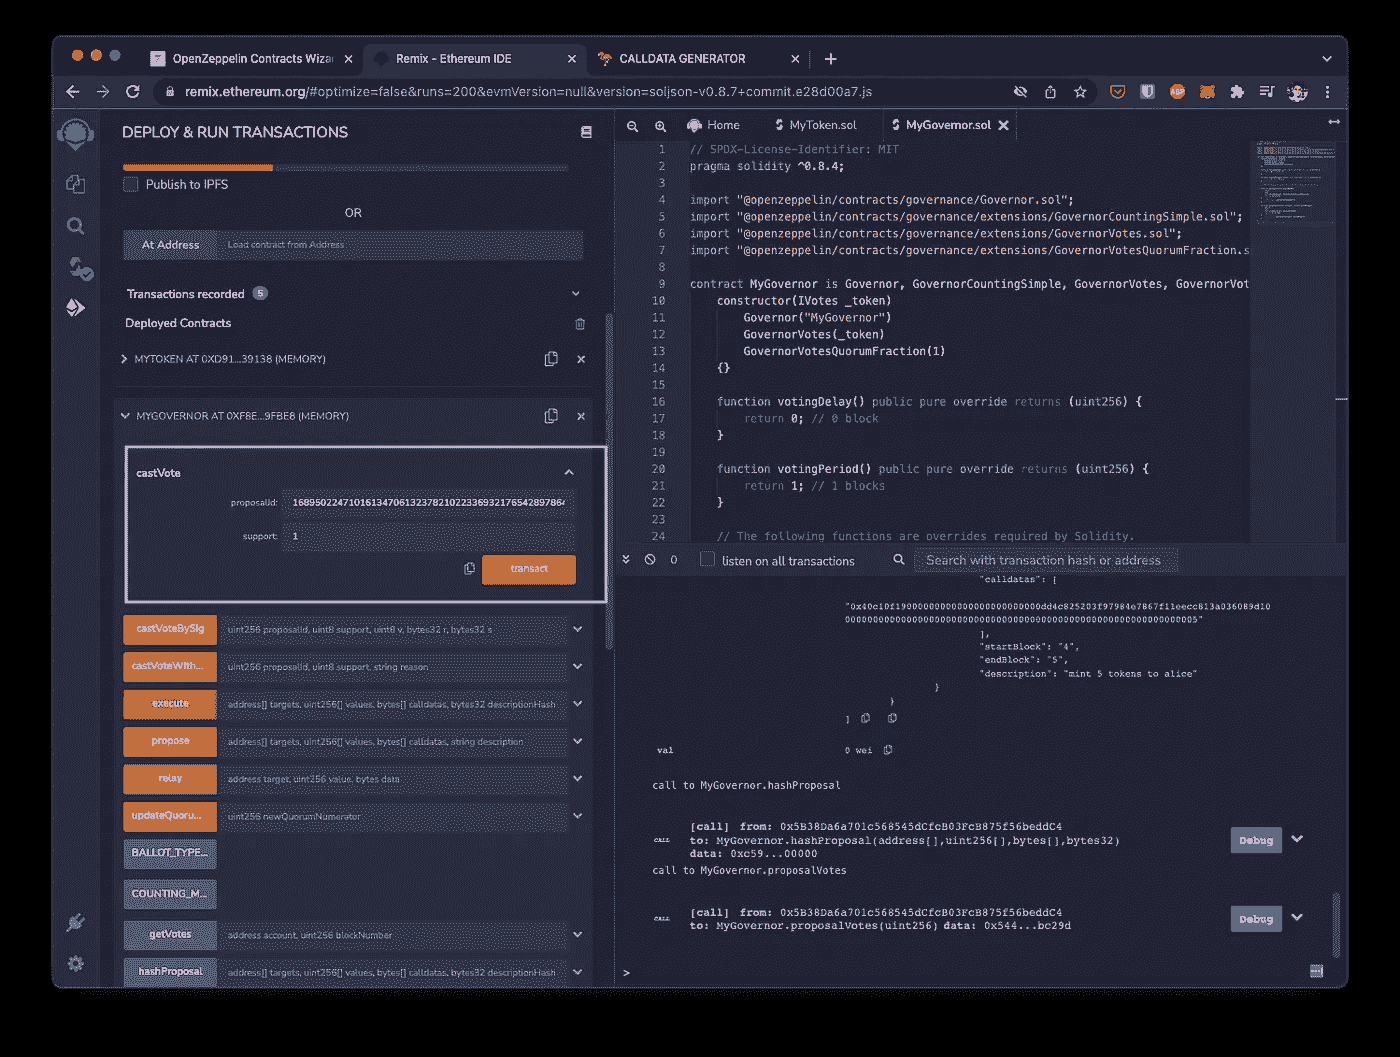 OpenZeppelin Contracts Wiza
Remix - Ethereum IDE
CALLDATA GENERATOR
remix.ethereum.org/#optimize=false&runs=200&evmVersion=null&version=soljson-v0.8.7+commit.e28d00a7.js
DEPLOY & RUN TRANSACTIONS
Publish to IPFS
OR
At Address Load contract from Address
Transactions recorded 5
Deployed Contracts
MYTOKEN AT 0XD91...39138 (MEMORY)
MYGOVERNOR AT 0XF8E...9FBE8 (MEMORY)
castVote
proposalId: 1689502247101613470613237821022336932176542897864
support: 1
transact
castVoteBySig uint256 proposalId, uint8 support, uint8 v, bytes32 r, bytes32 s
castVoteWith... uint256 proposalId, uint8 support, string reason
execute address[] targets, uint256[] values, bytes[] calldatas, bytes32 descriptionHash
propose address[] targets, uint256[] values, bytes[] calldatas, string description
relay address target, uint256 value, bytes data
updateQuoru... uint256 newQuorumNumerator
BALLOT_TYPE...
COUNTING_M...
getVotes address account, uint256 blockNumber
hashProposal address[] targets, uint256[] values, bytes[] calldatas, bytes32 descriptionHash
Home
MyToken.sol
MyGovernor.sol
1 // SPDX-License-Identifier: MIT
2 pragma solidity ^0.8.4;
3
4 import "@openzeppelin/contracts/governance/Governor.sol";
5 import "@openzeppelin/contracts/governance/extensions/GovernorCountingSimple.sol";
6 import "@openzeppelin/contracts/governance/extensions/GovernorVotes.sol";
7 import "@openzeppelin/contracts/governance/extensions/GovernorVotesQuorumFraction.s
8
9 contract MyGovernor is Governor, GovernorCountingSimple, GovernorVotes, GovernorVot
10 constructor(IVotes _token)
11 Governor("MyGovernor")
12 GovernorVotes(_token)
13 GovernorVotesQuorumFraction(1)
14 {}
15
16 function votingDelay() public pure override returns (uint256) {
17 return 0; // 0 block
18 }
19
20 function votingPeriod() public pure override returns (uint256) {
21 return 1; // 1 blocks
22 }
23
24 // The following functions are overrides required by Solidity.
0 listen on all transactions Search with transaction hash or address
"calldatas": [
],
"startBlock": "4",
"endBlock": "5",
"description": "mint 5 tokens to alice"
}
}
]
val 0 wei
call to MyGovernor.hashProposal
CALL [call] from: 0x5B38Da6a701c568545dCfcB03FcB875f56beddC4
to: MyGovernor.hashProposal(address[],uint256[],bytes[],bytes32)
data: 0xc59...00000
Debug
call to MyGovernor.proposalVotes
CALL [call] from: 0x5B38Da6a701c568545dCfcB03FcB875f56beddC4
to: MyGovernor.proposalVotes(uint256) data: 0x544...bc29d
Debug
>